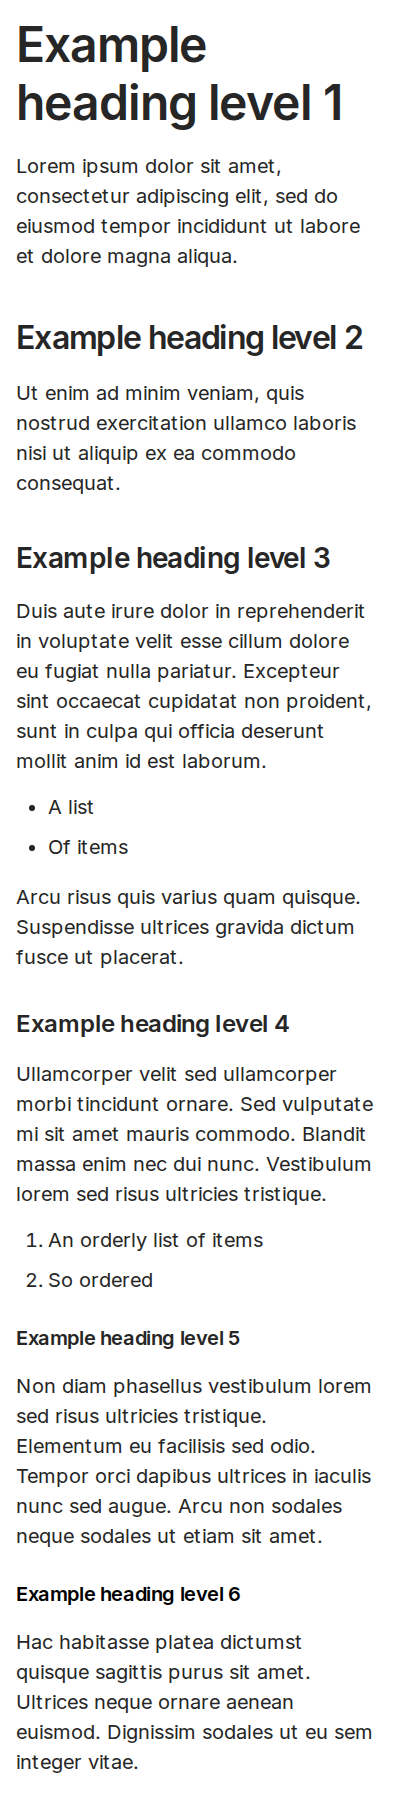 Example
heading level 1
Lorem ipsum dolor sit amet,
consectetur adipiscing elit, sed do
eiusmod tempor incididunt ut labore
et dolore magna aliqua.
Example heading level 2
Ut enim ad minim veniam, quis
nostrud exercitation ullamco laboris
nisi ut aliquip ex ea commodo
consequat.
Example heading level 3
Duis aute irure dolor in reprehenderit
in voluptate velit esse cillum dolore
eu fugiat nulla pariatur. Excepteur
sint occaecat cupidatat non proident,
sunt in culpa qui officia deserunt
mollit anim id est laborum.
• A list
• Of items
Arcu risus quis varius quam quisque.
Suspendisse ultrices gravida dictum
fusce ut placerat.
Example heading level 4
Ullamcorper velit sed ullamcorper
morbi tincidunt ornare. Sed vulputate
mi sit amet mauris commodo. Blandit
massa enim nec dui nunc. Vestibulum
lorem sed risus ultricies tristique.
1. An orderly list of items
2. So ordered
Example heading level 5
Non diam phasellus vestibulum lorem
sed risus ultricies tristique.
Elementum eu facilisis sed odio.
Tempor orci dapibus ultrices in iaculis
nunc sed augue. Arcu non sodales
neque sodales ut etiam sit amet.
Example heading level 6
Hac habitasse platea dictumst
quisque sagittis purus sit amet.
Ultrices neque ornare aenean
euismod. Dignissim sodales ut eu sem
integer vitae.